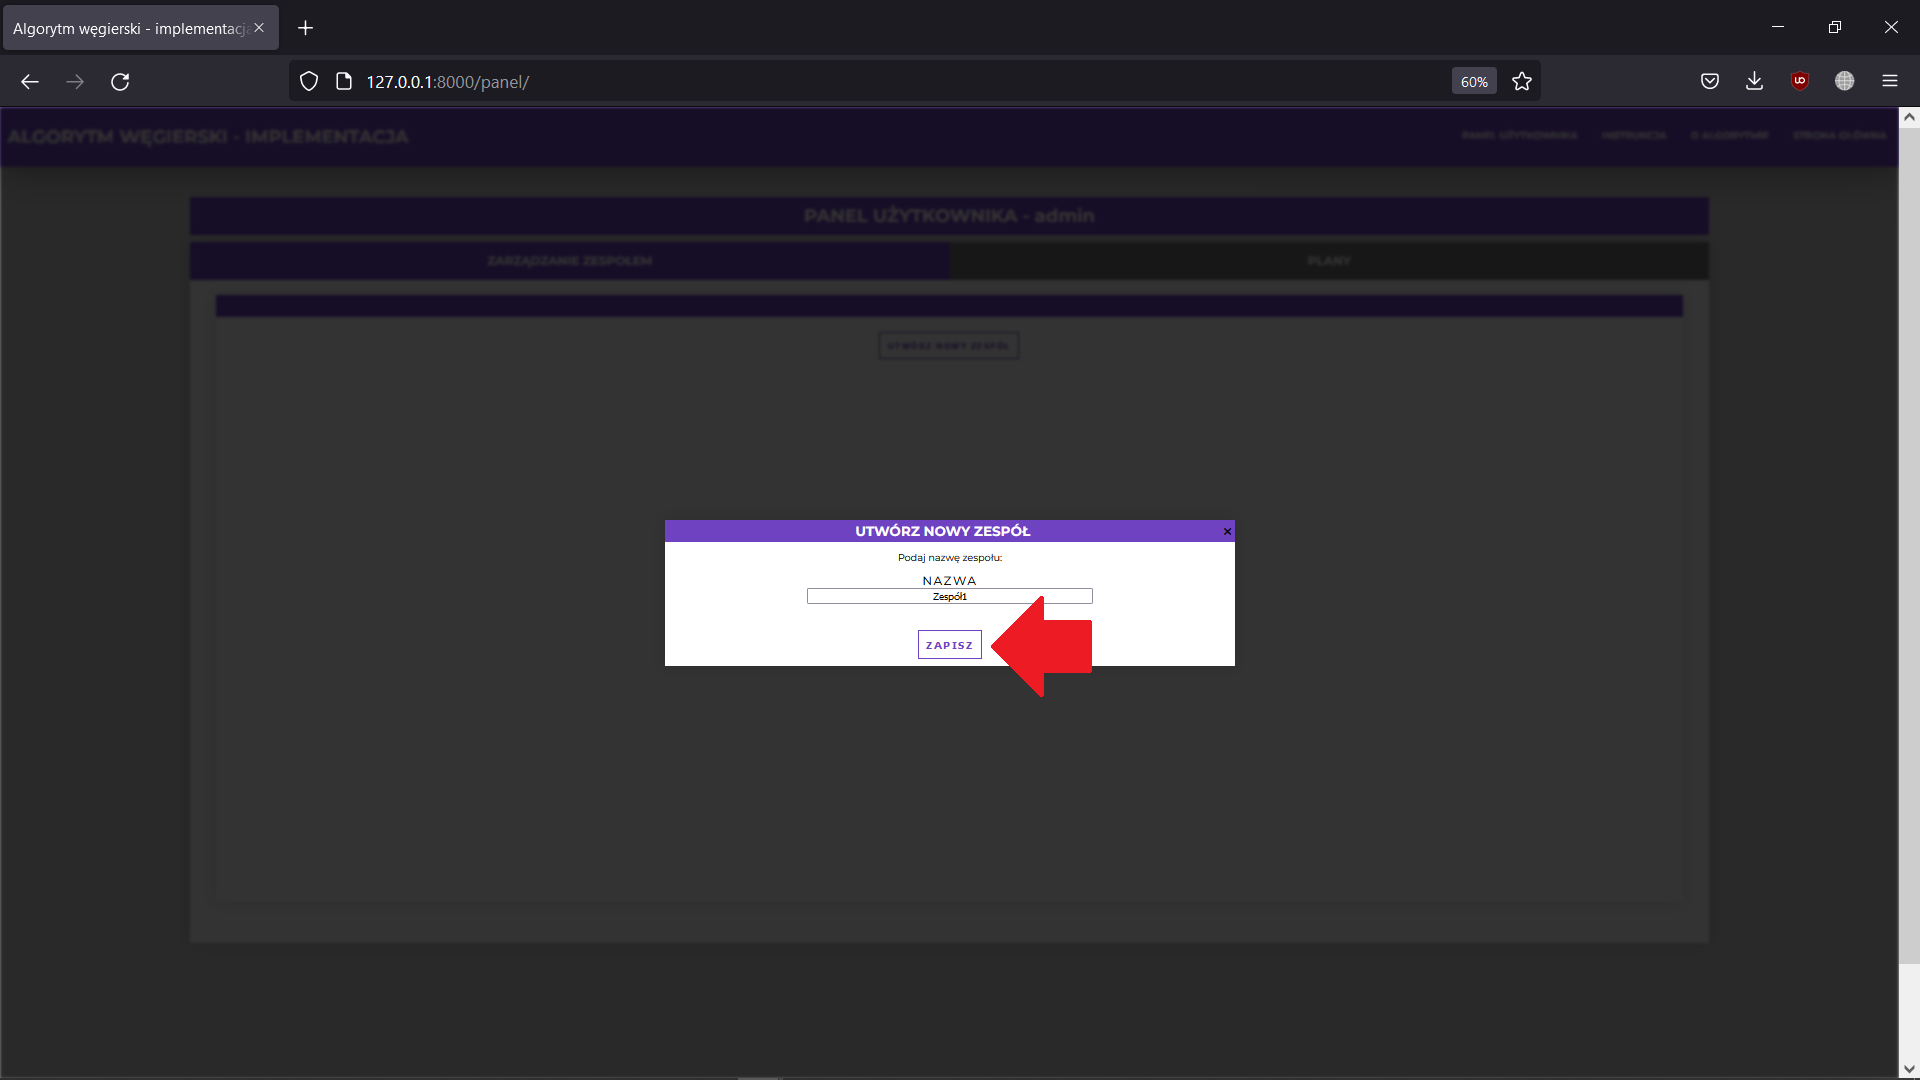 Algorytm węgierski - implementacja
127.0.0.1:8000/panel/
60%
ALGORYTM WĘGIERSKI - IMPLEMENTACJA
PANEL UŻYTKOWNIKA
INSTRUKCJA
O ALGORYTMIE
STRONA GŁÓWNA
PANEL UŻYTKOWNIKA - admin
ZARZĄDZANIE ZESPOŁEM
PLANY
UTWÓRZ NOWY ZESPÓŁ
UTWÓRZ NOWY ZESPÓŁ
Podaj nazwę zespołu:
NAZWA
Zespół1
ZAPISZ